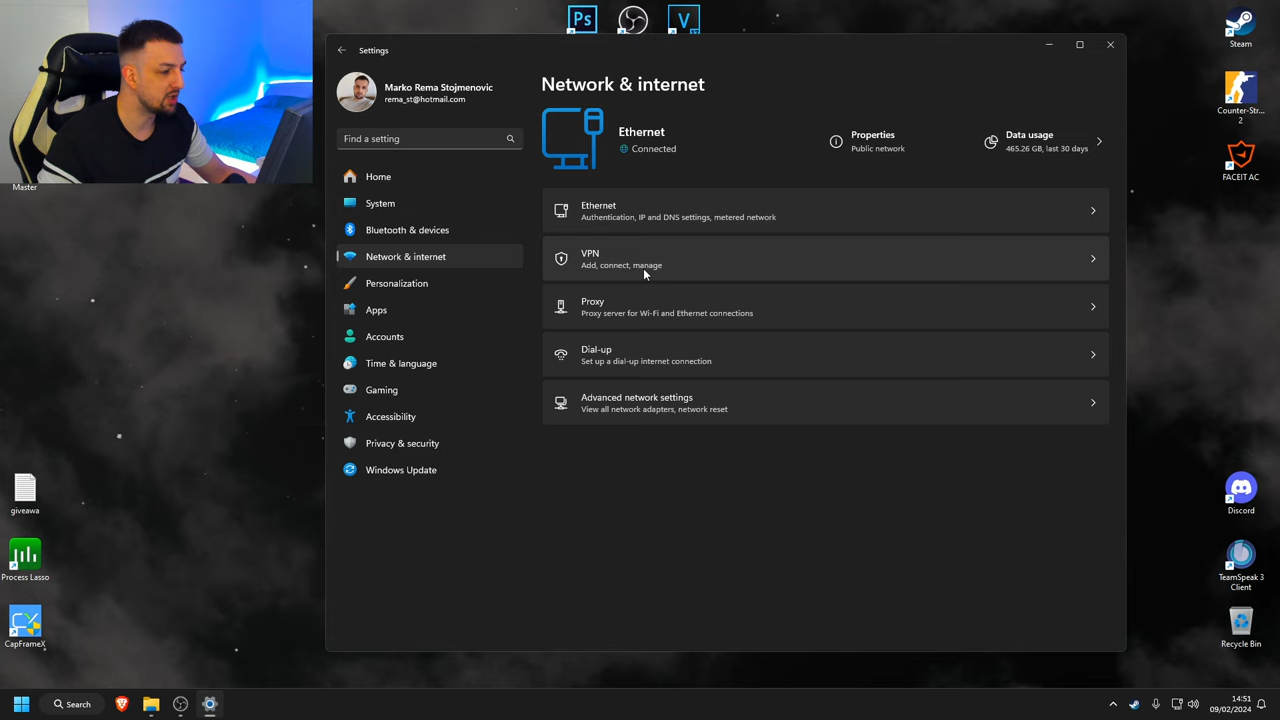 Settings
Marko Rema Stojmenovic
rema_st@hotmail.com
Find a setting
Home
System
Bluetooth & devices
Network & internet
Personalization
Apps
Accounts
Time & language
Gaming
Accessibility
Privacy & security
Windows Update
Network & internet
Ethernet
Connected
Properties
Public network
Data usage
465.26 GB, last 30 days
Ethernet
Authentication, IP and DNS settings, metered network
VPN
Add, connect, manage
Proxy
Proxy server for Wi-Fi and Ethernet connections
Dial-up
Set up a dial-up internet connection
Advanced network settings
View all network adapters, network reset
Ps
V
Master
giveawa
Process Lasso
CX
CapFrameX
Steam
Counter-Str...
2
FACEIT AC
Discord
TeamSpeak 3
Client
Recycle Bin
Search
14:51
09/02/2024